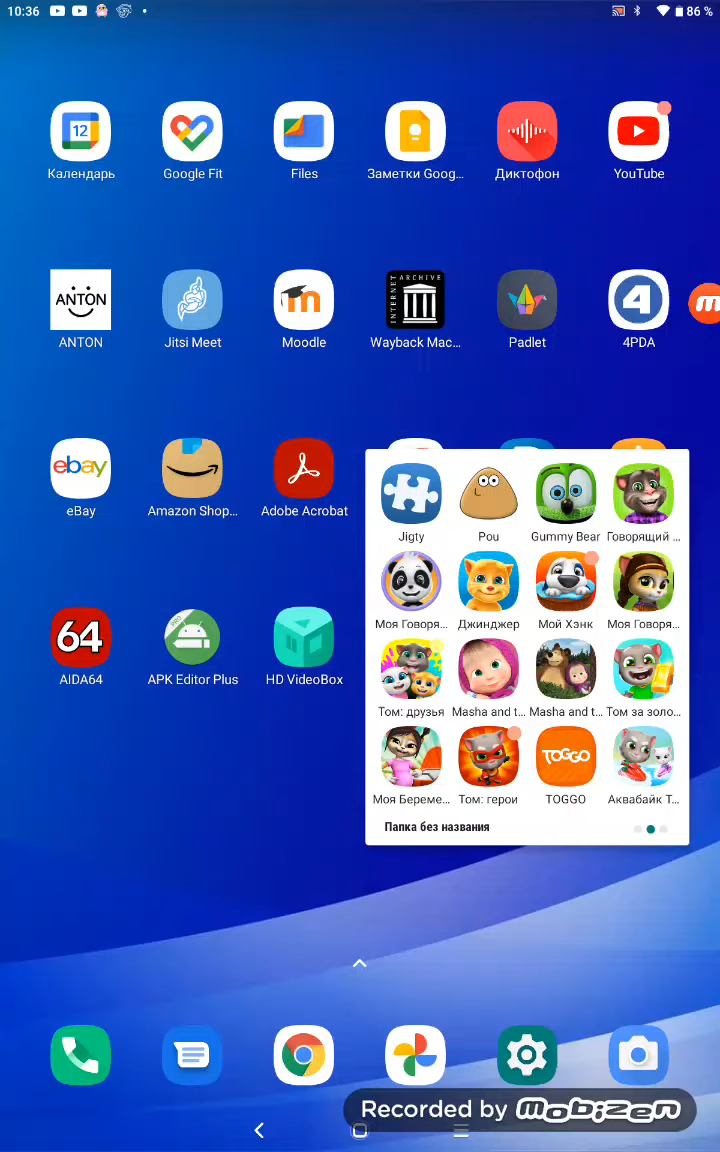 10:36
86 %
12
Календарь
Google Fit
Files
Заметки Goog...
Диктофон
YouTube
ANTON
INTERNET ARCHIVE
4
ANTON
Jitsi Meet
Moodle
Wayback Mac...
Padlet
4PDA
ebay
eBay
Amazon Shop...
Adobe Acrobat
Jigty
Pou
Gummy Bear
Говорящий ...
Моя Говоря...
Джинджер
Мой Хэнк
Моя Говоря...
64
PRO
AIDA64
APK Editor Plus
HD VideoBox
Том: друзья
Masha and t...
Masha and t...
Том за золо...
TOGGO
Моя Береме...
Том: герои
TOGGO
Аквабайк Т...
Папка без названия
Recorded by mobizen